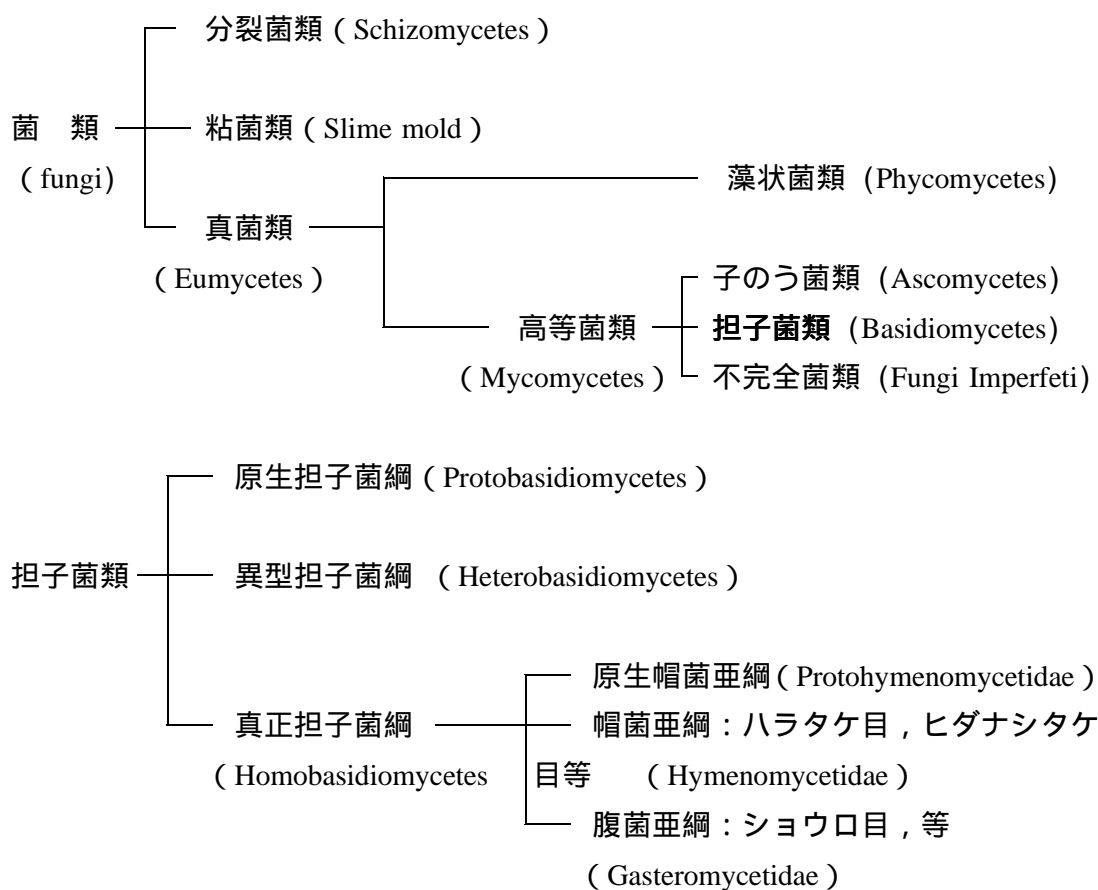 分裂菌類 ( Schizomycetes )
菌　類
粘菌類 ( Slime mold )
( fungi)
藻状菌類 (Phycomycetes)
真菌類
( Eumycetes )
子のう菌類 (Ascomycetes)
高等菌類
担子菌類 (Basidiomycetes)
( Mycomycetes )
不完全菌類 (Fungi Imperfeti)
原生担子菌綱 ( Protobasidiomycetes )
担子菌類
異型担子菌綱 ( Heterobasidiomycetes )
原生帽菌亜綱 ( Protohymenomycetidae )
真正担子菌綱
帽菌亜綱 : ハラタケ目 , ヒダナシタケ
( Homobasidiomycetes
目等 ( Hymenomycetidae )
腹菌亜綱 : ショウロ目 , 等
( Gasteromycetidae )